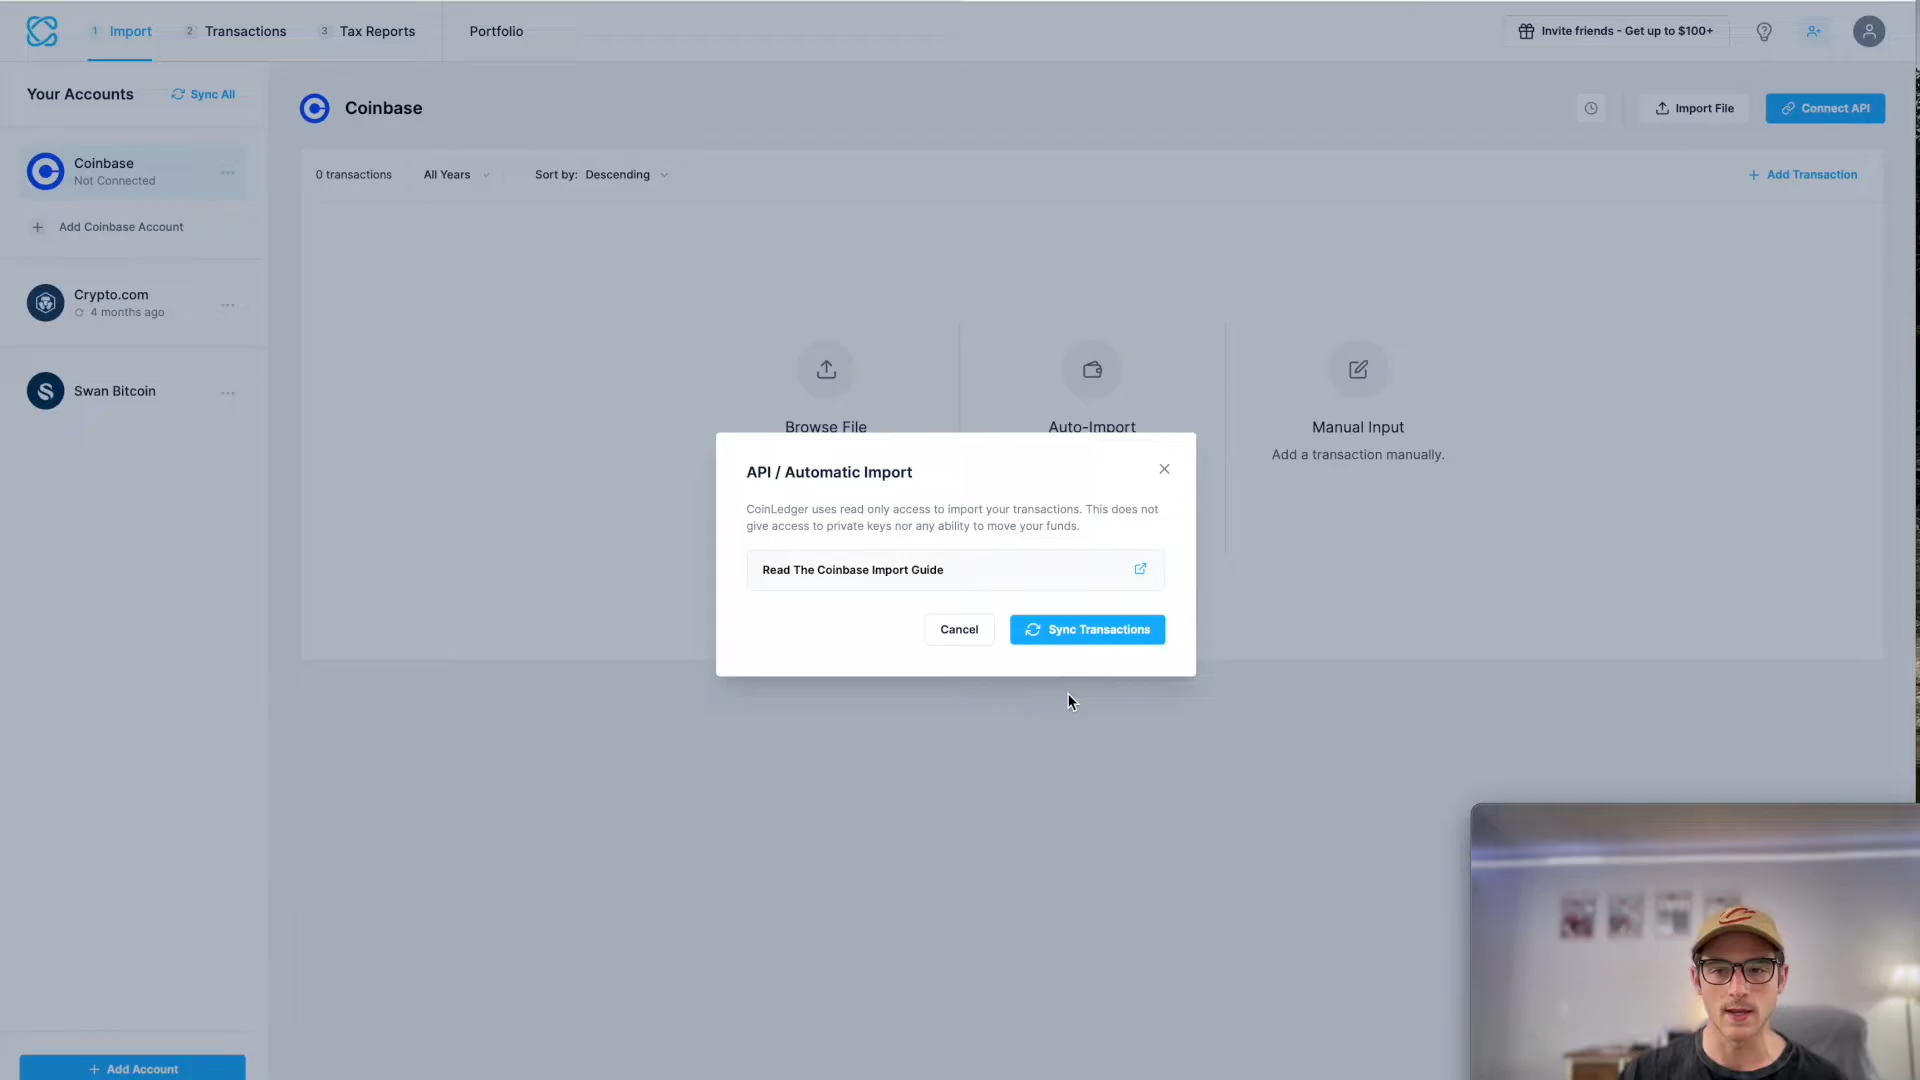 1 Import 2 Transactions 3 Tax Reports Portfolio Invite friends - Get up to $100+
Your Accounts Sync All
Coinbase Import File Connect API
Coinbase
Not Connected
0 transactions All Years Sort by: Descending + Add Transaction
+ Add Coinbase Account
Crypto.com
4 months ago
Swan Bitcoin
Browse File Auto-Import Manual Input
Add a transaction manually.
API / Automatic Import
CoinLedger uses read only access to import your transactions. This does not
give access to private keys nor any ability to move your funds.
Read The Coinbase Import Guide
Cancel Sync Transactions
+ Add Account